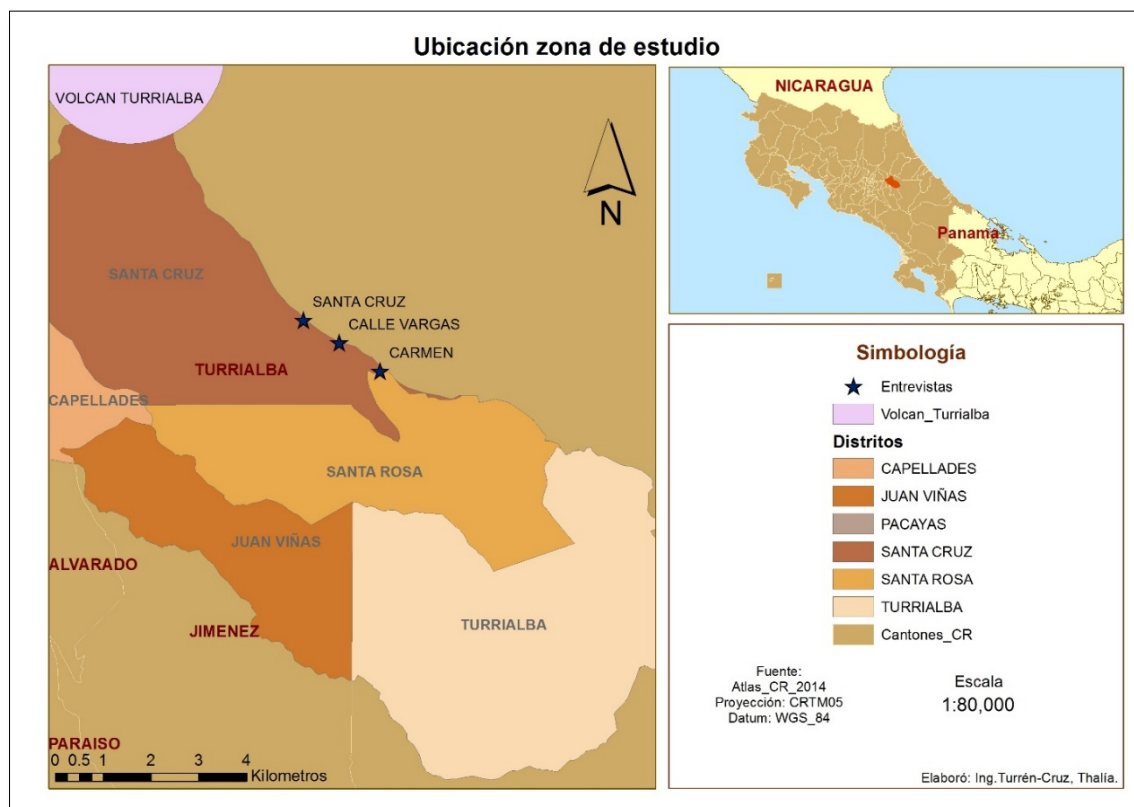 Ubicación zona de estudio
VOLCAN TURRIALBA
N
SANTA CRUZ
SANTA CRUZ
CALLE VARGAS
CARMEN
TURRIALBA
CAPELLADES
SANTA ROSA
JUAN VIÑAS
ALVARADO
JIMENEZ
TURRIALBA
PARAISO
0 0.5 1 2 3 4
Kilometros
NICARAGUA
Panama
Simbología
Entrevistas
Volcan_Turrialba
Distritos
CAPELLADES
JUAN VIÑAS
PACAYAS
SANTA CRUZ
SANTA ROSA
TURRIALBA
Cantones_CR
Fuente:
Atlas_CR_2014
Proyección: CRTM05
Datum: WGS_84
Escala
1:80,000
Elaboró: Ing.Turrén-Cruz, Thalía.